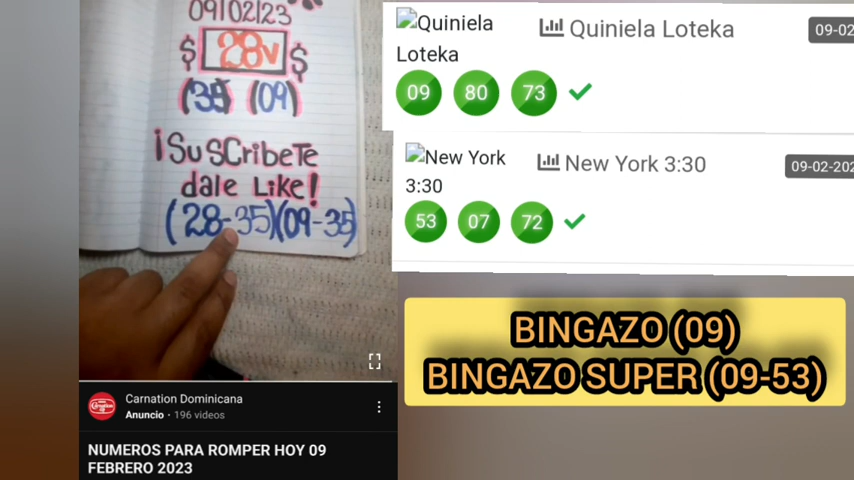 09/02/23
$ 28v $
(35) (09)
¡SuScribeTe
dale Like!
(28-35)(09-35)
Carnation Dominicana
Anuncio · 196 videos
NUMEROS PARA ROMPER HOY 09
FEBRERO 2023
Quiniela
Loteka
Quiniela Loteka
09-02
09 80 73
New York
3:30
New York 3:30
09-02-202
53 07 72
BINGAZO (09)
BINGAZO SUPER (09-53)